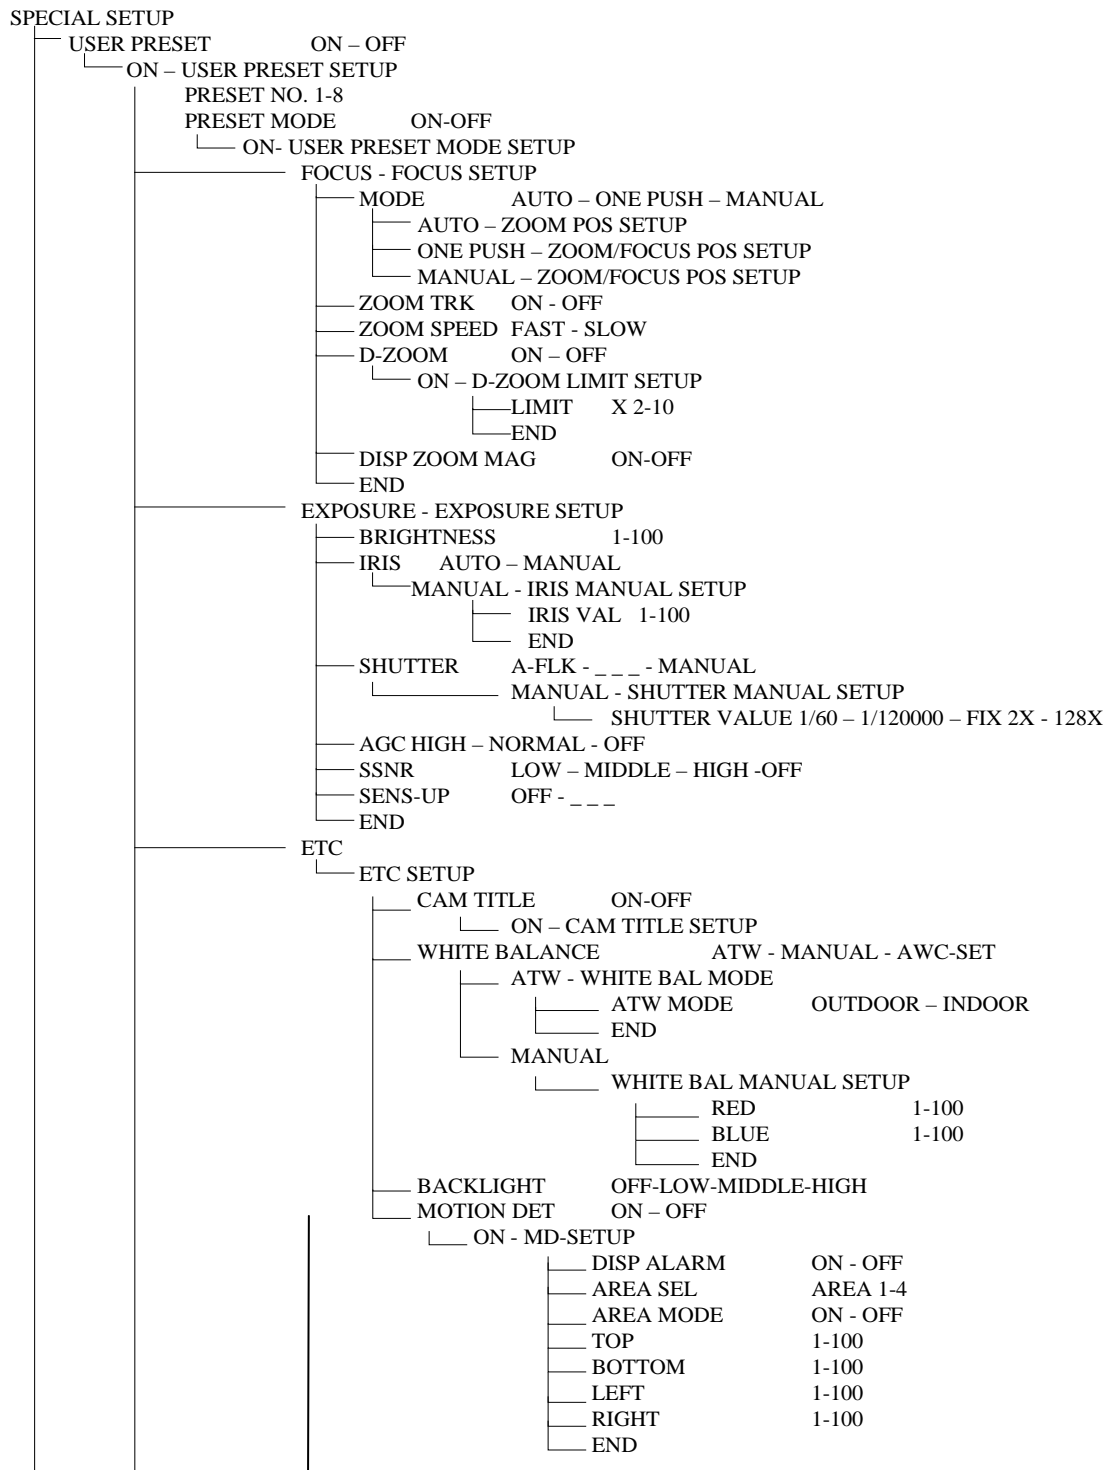 SPECIAL SETUP
USER PRESET ON – OFF
ON – USER PRESET SETUP
PRESET NO. 1-8
PRESET MODE ON-OFF
ON- USER PRESET MODE SETUP
FOCUS - FOCUS SETUP
MODE AUTO – ONE PUSH – MANUAL
AUTO – ZOOM POS SETUP
ONE PUSH – ZOOM/FOCUS POS SETUP
MANUAL – ZOOM/FOCUS POS SETUP
ZOOM TRK ON - OFF
ZOOM SPEED FAST - SLOW
D-ZOOM ON – OFF
ON – D-ZOOM LIMIT SETUP
LIMIT X 2-10
END
DISP ZOOM MAG ON-OFF
END
EXPOSURE - EXPOSURE SETUP
BRIGHTNESS 1-100
IRIS AUTO – MANUAL
MANUAL - IRIS MANUAL SETUP
IRIS VAL 1-100
END
SHUTTER A-FLK - _ _ _ - MANUAL
MANUAL - SHUTTER MANUAL SETUP
SHUTTER VALUE 1/60 – 1/120000 – FIX 2X - 128X
AGC HIGH – NORMAL - OFF
SSNR LOW – MIDDLE – HIGH -OFF
SENS-UP OFF - _ _ _
END
ETC
ETC SETUP
CAM TITLE ON-OFF
ON – CAM TITLE SETUP
WHITE BALANCE ATW - MANUAL - AWC-SET
ATW - WHITE BAL MODE
ATW MODE OUTDOOR – INDOOR
END
MANUAL
WHITE BAL MANUAL SETUP
RED 1-100
BLUE 1-100
END
BACKLIGHT OFF-LOW-MIDDLE-HIGH
MOTION DET ON – OFF
ON - MD-SETUP
DISP ALARM ON - OFF
AREA SEL AREA 1-4
AREA MODE ON - OFF
TOP 1-100
BOTTOM 1-100
LEFT 1-100
RIGHT 1-100
END